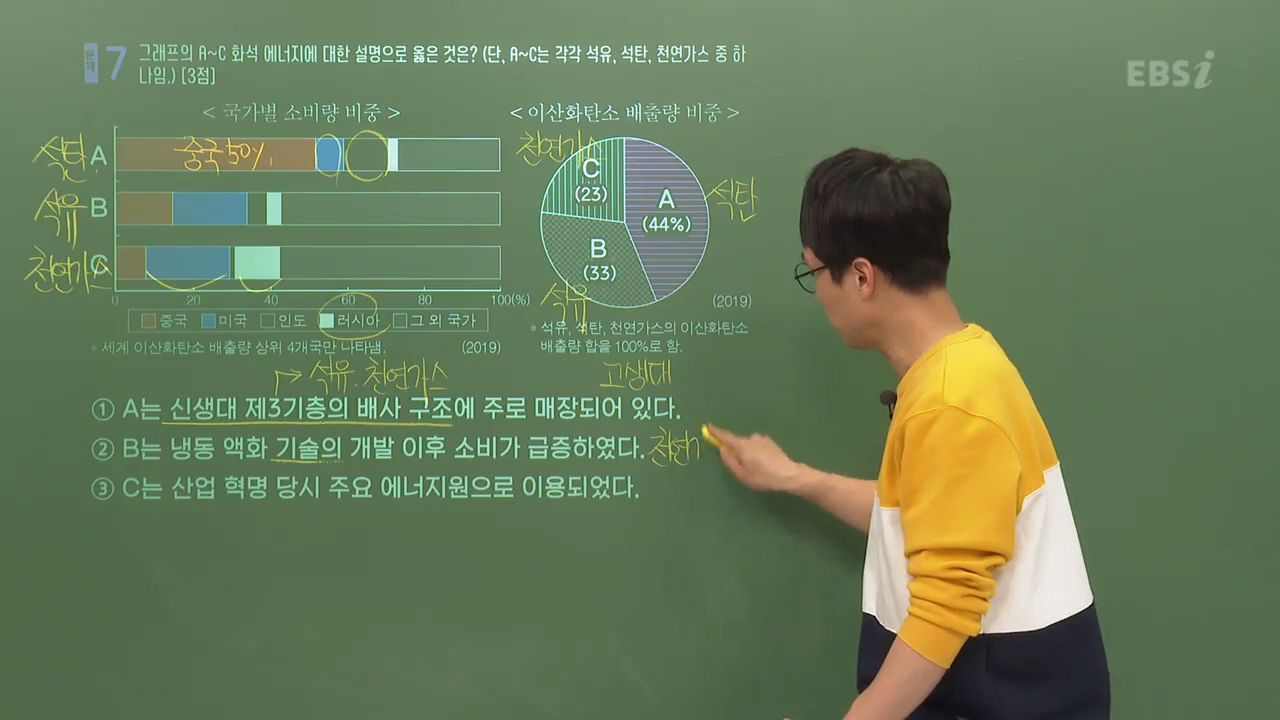 문제 7 그래프의 A~C 화석 에너지에 대한 설명으로 옳은 것은? (단, A~C는 각각 석유, 석탄, 천연가스 중 하
나임.) [3점]
EBSi
< 국가별 소비량 비중 >
석탄 A 중국 50%
석유 B
천연가스 C
0 20 40 60 80 100(%)
중국 미국 인도 러시아 그 외 국가
* 세계 이산화탄소 배출량 상위 4개국만 나타냄. (2019)
< 이산화탄소 배출량 비중 >
천연가스 C (23)
A (44%) 석탄
B (33)
석유
(2019)
* 석유, 석탄, 천연가스의 이산화탄소
배출량 합을 100%로 함.
석유·천연가스
고생대
① A는 신생대 제3기층의 배사 구조에 주로 매장되어 있다.
② B는 냉동 액화 기술의 개발 이후 소비가 급증하였다. 천연
③ C는 산업 혁명 당시 주요 에너지원으로 이용되었다.